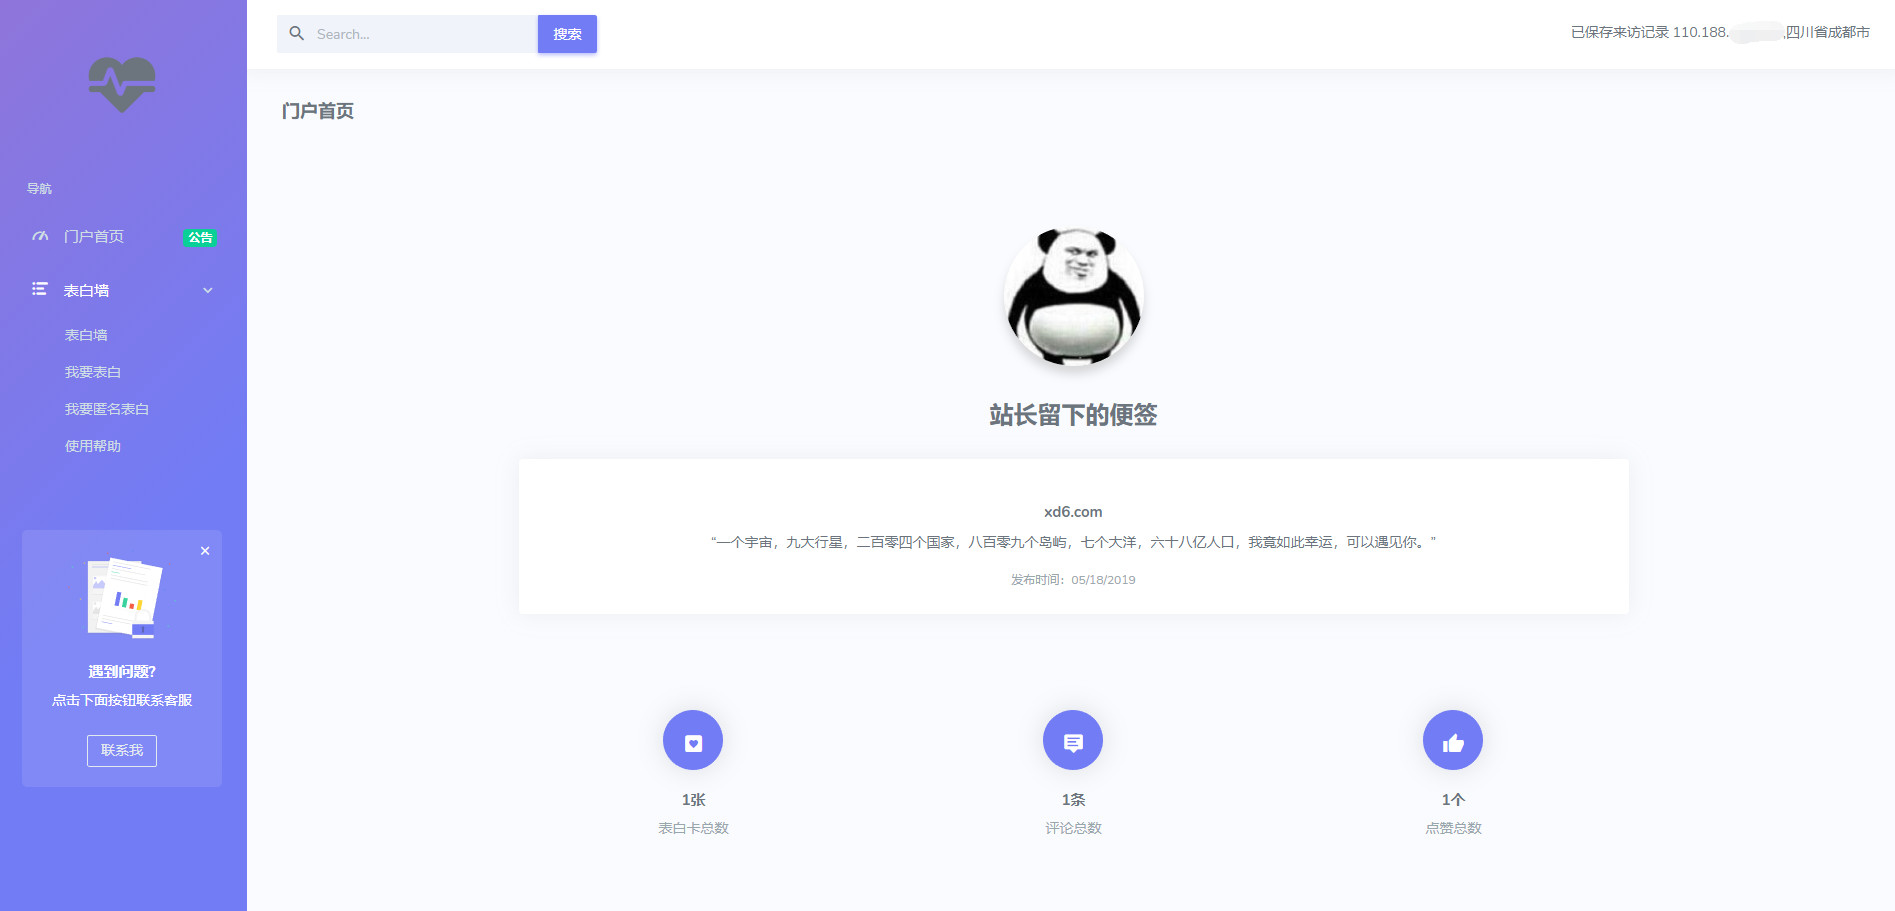 Search...
搜索
已保存来访记录 110.188.
,四川省成都市
门户首页
导航
门户首页
公告
表白墙
表白墙
我要表白
我要匿名表白
使用帮助
遇到问题?
点击下面按钮联系客服
联系我
站长留下的便签
xd6.com
“一个宇宙，九大行星，二百零四个国家，八百零九个岛屿，七个大洋，六十八亿人口，我竟如此幸运，可以遇见你。”
发布时间：05/18/2019
1张
表白卡总数
1条
评论总数
1个
点赞总数